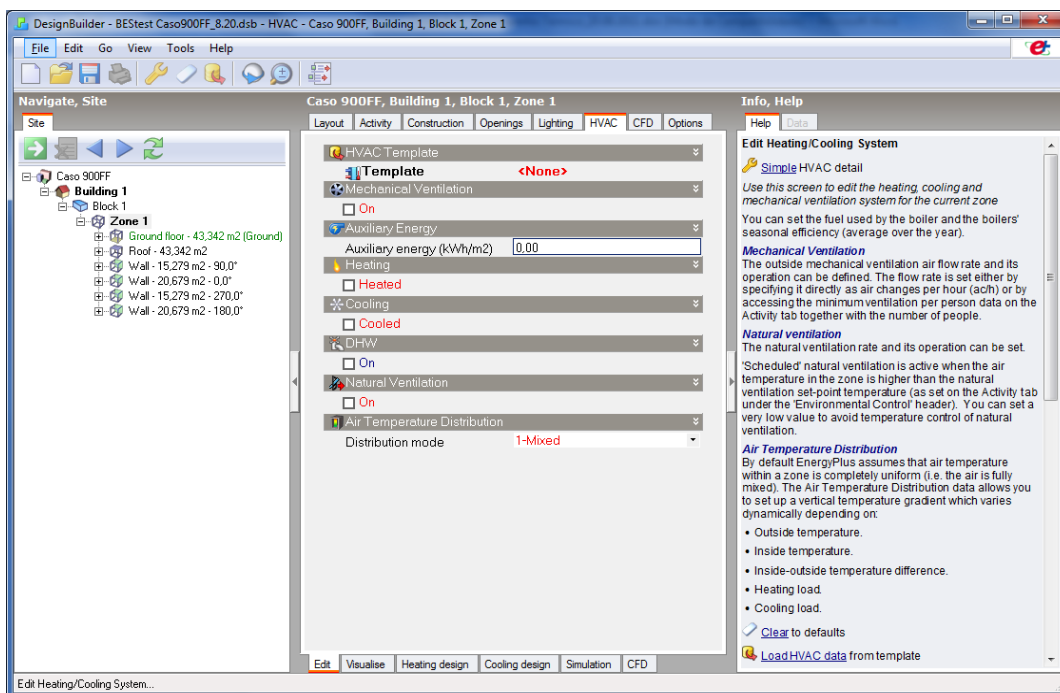 DesignBuilder - BEStest Caso900FF_8.20.dsb - HVAC - Caso 900FF, Building 1, Block 1, Zone 1
File Edit Go View Tools Help
Navigate, Site
Site
Caso 900FF
Building 1
Block 1
Zone 1
Ground floor - 43,342 m2 (Ground)
Roof - 43,342 m2
Wall - 15,279 m2 - 90,0°
Wall - 20,679 m2 - 0,0°
Wall - 15,279 m2 - 270,0°
Wall - 20,679 m2 - 180,0°
Caso 900FF, Building 1, Block 1, Zone 1
Layout Activity Construction Openings Lighting HVAC CFD Options
HVAC Template
Template <None>
Mechanical Ventilation
On
Auxiliary Energy
Auxiliary energy (kWh/m2) 0,00
Heating
Heated
Cooling
Cooled
DHW
On
Natural Ventilation
On
Air Temperature Distribution
Distribution mode 1-Mixed
Edit Visualise Heating design Cooling design Simulation CFD
Info, Help
Help Data
Edit Heating/Cooling System
Simple HVAC detail
Use this screen to edit the heating, cooling and
mechanical ventilation system for the current zone
You can set the fuel used by the boiler and the boilers'
seasonal efficiency (average over the year).
Mechanical Ventilation
The outside mechanical ventilation air flow rate and its
operation can be defined. The flow rate is set either by
specifying it directly as air changes per hour (ac/h) or by
accessing the minimum ventilation per person data on the
Activity tab together with the number of people.
Natural ventilation
The natural ventilation rate and its operation can be set.
'Scheduled' natural ventilation is active when the air
temperature in the zone is higher than the natural
ventilation set-point temperature (as set on the Activity tab
under the 'Environmental Control' header). You can set a
very low value to avoid temperature control of natural
ventilation.
Air Temperature Distribution
By default EnergyPlus assumes that air temperature
within a zone is completely uniform (i.e. the air is fully
mixed). The Air Temperature Distribution data allows you
to set up a vertical temperature gradient which varies
dynamically depending on:
• Outside temperature.
• Inside temperature.
• Inside-outside temperature difference.
• Heating load.
• Cooling load.
Clear to defaults
Load HVAC data from template
Edit Heating/Cooling System...